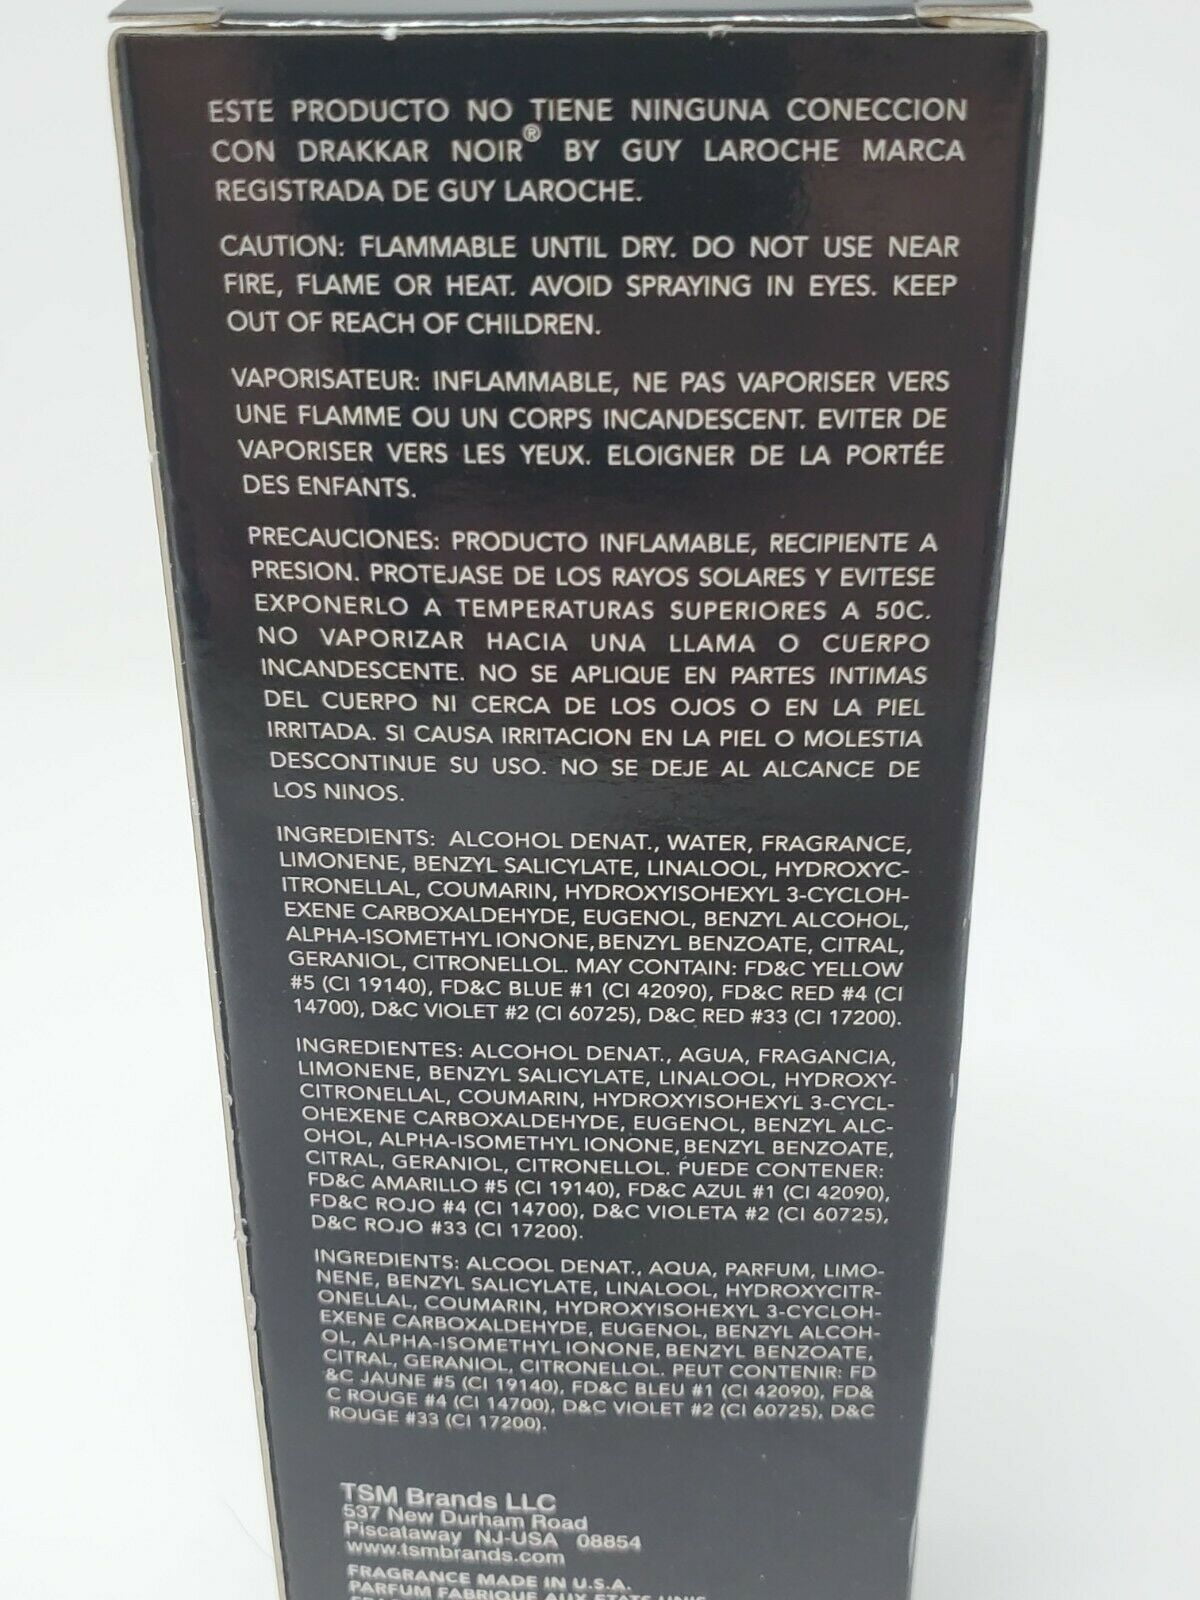 ESTE PRODUCTO NO TIENE NINGUNA CONECCION
CON DRAKKAR NOIR® BY GUY LAROCHE MARCA
REGISTRADA DE GUY LAROCHE.
CAUTION: FLAMMABLE UNTIL DRY. DO NOT USE NEAR
FIRE, FLAME OR HEAT. AVOID SPRAYING IN EYES. KEEP
OUT OF REACH OF CHILDREN.
VAPORISATEUR: INFLAMMABLE, NE PAS VAPORISER VERS
UNE FLAMME OU UN CORPS INCANDESCENT. EVITER DE
VAPORISER VERS LES YEUX. ELOIGNER DE LA PORTÉE
DES ENFANTS.
PRECAUCIONES: PRODUCTO INFLAMABLE, RECIPIENTE A
PRESION. PROTEJASE DE LOS RAYOS SOLARES Y EVITESE
EXPONERLO A TEMPERATURAS SUPERIORES A 50C.
NO VAPORIZAR HACIA UNA LLAMA O CUERPO
INCANDESCENTE. NO SE APLIQUE EN PARTES INTIMAS
DEL CUERPO NI CERCA DE LOS OJOS O EN LA PIEL
IRRITADA. SI CAUSA IRRITACION EN LA PIEL O MOLESTIA
DESCONTINUE SU USO. NO SE DEJE AL ALCANCE DE
LOS NINOS.
INGREDIENTS: ALCOHOL DENAT., WATER, FRAGRANCE,
LIMONENE, BENZYL SALICYLATE, LINALOOL, HYDROXYC-
ITRONELLAL, COUMARIN, HYDROXYISOHEXYL 3-CYCLOH-
EXENE CARBOXALDEHYDE, EUGENOL, BENZYL ALCOHOL,
ALPHA-ISOMETHYL IONONE, BENZYL BENZOATE, CITRAL,
GERANIOL, CITRONELLOL. MAY CONTAIN: FD&C YELLOW
#5 (CI 19140), FD&C BLUE #1 (CI 42090), FD&C RED #4 (CI
14700), D&C VIOLET #2 (CI 60725), D&C RED #33 (CI 17200).
INGREDIENTES: ALCOHOL DENAT., AGUA, FRAGANCIA,
LIMONENE, BENZYL SALICYLATE, LINALOOL, HYDROXY-
CITRONELLAL, COUMARIN, HYDROXYISOHEXYL 3-CYCL-
OHEXENE CARBOXALDEHYDE, EUGENOL, BENZYL ALC-
OHOL, ALPHA-ISOMETHYL IONONE, BENZYL BENZOATE,
CITRAL, GERANIOL, CITRONELLOL. PUEDE CONTENER:
FD&C AMARILLO #5 (CI 19140), FD&C AZUL #1 (CI 42090),
FD&C ROJO #4 (CI 14700), D&C VIOLETA #2 (CI 60725),
D&C ROJO #33 (CI 17200).
INGREDIENTS: ALCOOL DENAT., AQUA, PARFUM, LIMO-
NENE, BENZYL SALICYLATE, LINALOOL, HYDROXYCITR-
ONELLAL, COUMARIN, HYDROXYISOHEXYL 3-CYCLOH-
EXENE CARBOXALDEHYDE, EUGENOL, BENZYL ALCOH-
OL, ALPHA-ISOMETHYL IONONE, BENZYL BENZOATE,
CITRAL, GERANIOL, CITRONELLOL. PEUT CONTENIR: FD
&C JAUNE #5 (CI 19140), FD&C BLEU #1 (CI 42090), FD&
C ROUGE #4 (CI 14700), D&C VIOLET #2 (CI 60725), D&C
ROUGE #33 (CI 17200).
TSM Brands LLC
537 New Durham Road
Piscataway NJ-USA 08854
www.tsmbrands.com
FRAGRANCE MADE IN U.S.A.
PARFUM FABRIQUE AUX ETATS UNIS